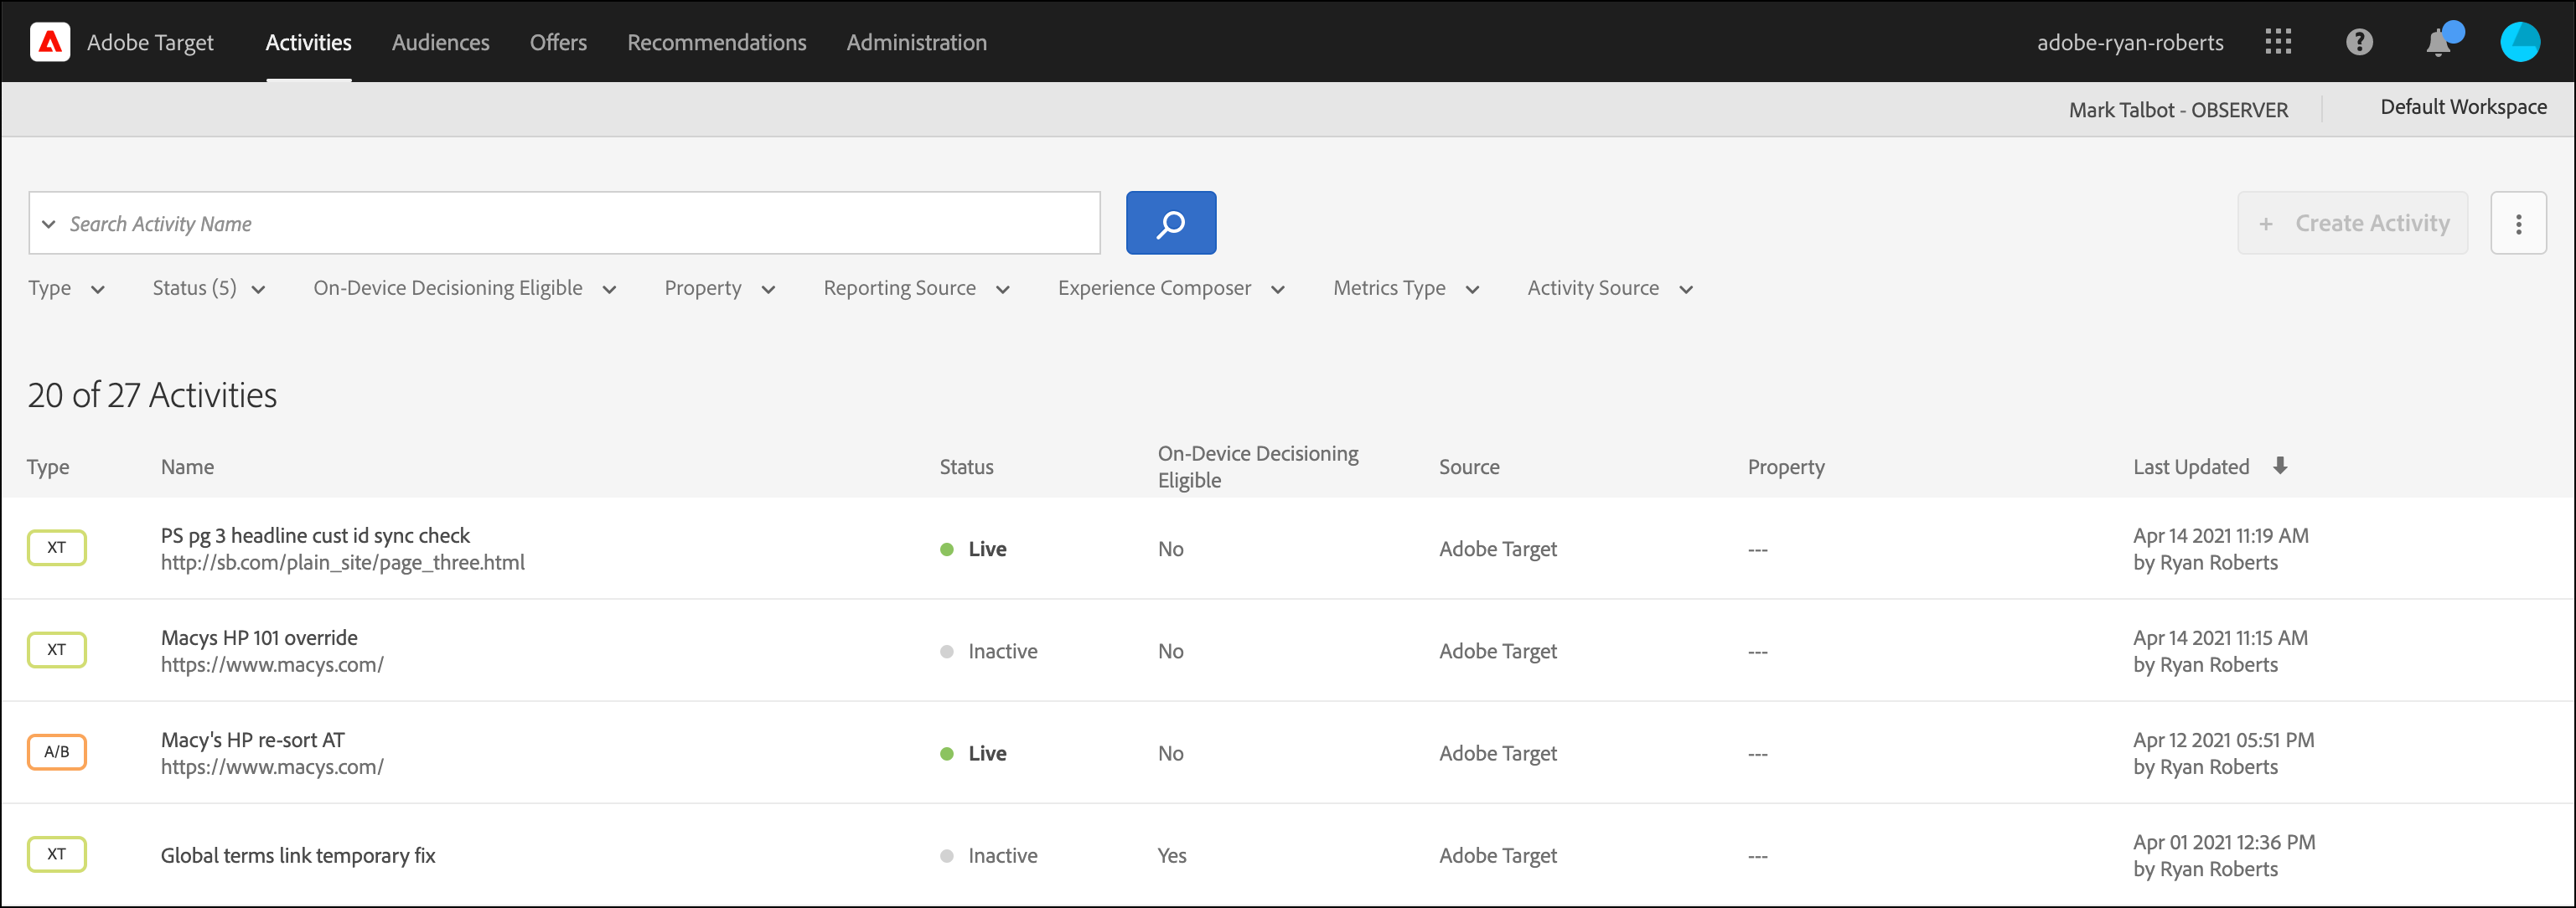 Adobe Target Activities Audiences Offers Recommendations Administration adobe-ryan-roberts
Mark Talbot - OBSERVER Default Workspace
Search Activity Name + Create Activity
Type Status (5) On-Device Decisioning Eligible Property Reporting Source Experience Composer Metrics Type Activity Source
20 of 27 Activities
Type Name Status On-Device Decisioning Eligible Source Property Last Updated
PS pg 3 headline cust id sync check Apr 14 2021 11:19 AM
XT Live No Adobe Target ---
http://sb.com/plain_site/page_three.html by Ryan Roberts
Macys HP 101 override Apr 14 2021 11:15 AM
XT Inactive No Adobe Target ---
https://www.macys.com/ by Ryan Roberts
Macy's HP re-sort AT Apr 12 2021 05:51 PM
A/B Live No Adobe Target ---
https://www.macys.com/ by Ryan Roberts
Apr 01 2021 12:36 PM
XT Global terms link temporary fix Inactive Yes Adobe Target ---
by Ryan Roberts